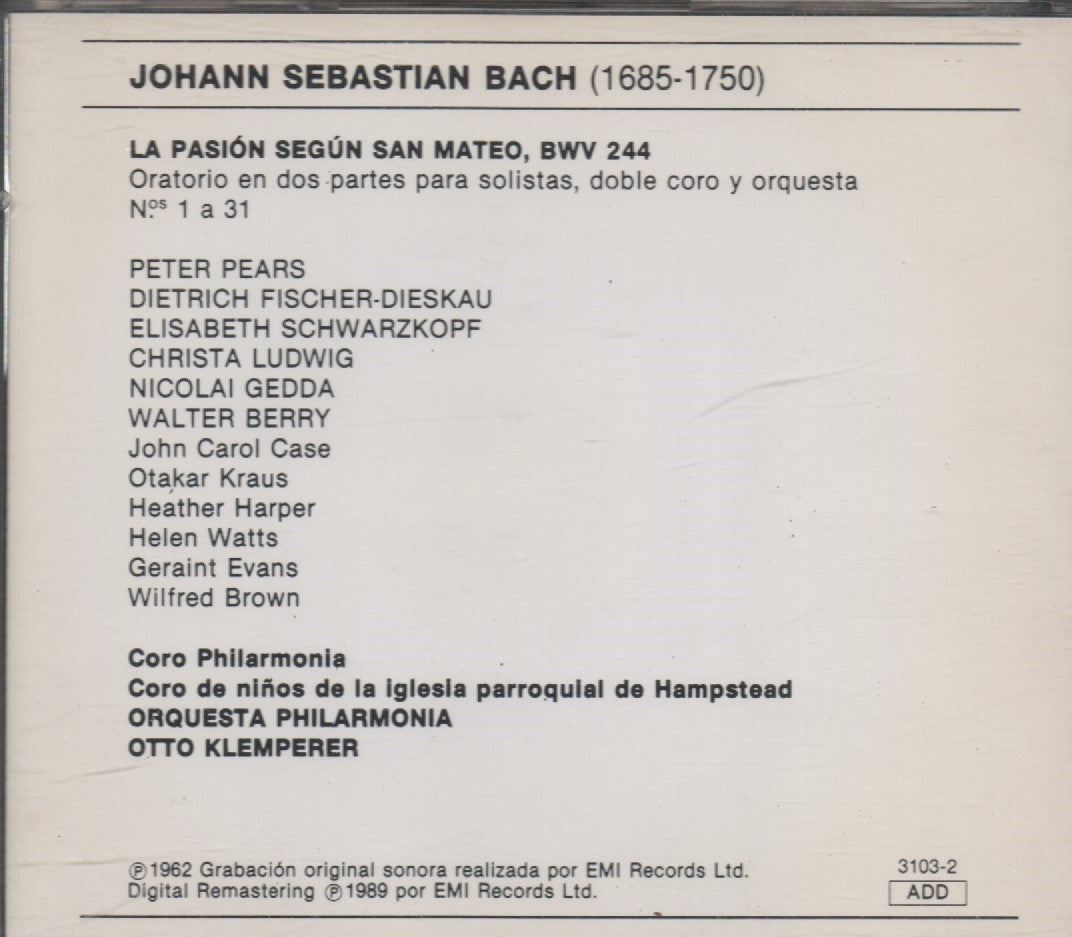 JOHANN SEBASTIAN BACH (1685-1750)
LA PASIÓN SEGÚN SAN MATEO, BWV 244
Oratorio en dos partes para solistas, doble coro y orquesta
N.ºs 1 a 31
PETER PEARS
DIETRICH FISCHER-DIESKAU
ELISABETH SCHWARZKOPF
CHRISTA LUDWIG
NICOLAI GEDDA
WALTER BERRY
John Carol Case
Otakar Kraus
Heather Harper
Helen Watts
Geraint Evans
Wilfred Brown
Coro Philarmonia
Coro de niños de la iglesia parroquial de Hampstead
ORQUESTA PHILARMONIA
OTTO KLEMPERER
℗1962 Grabación original sonora realizada por EMI Records Ltd.
Digital Remastering ℗1989 por EMI Records Ltd.
3103-2
ADD